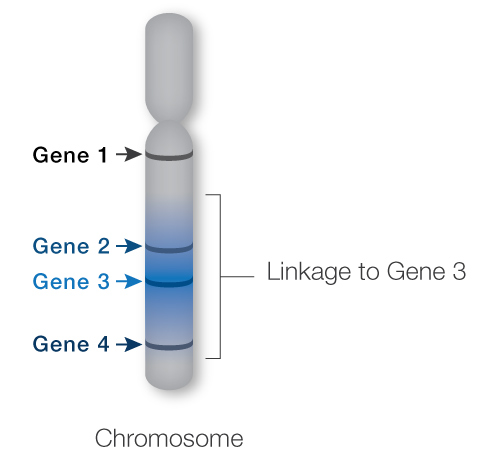 Gene 1
Gene 2
Gene 3
Linkage to Gene 3
Gene 4
Chromosome